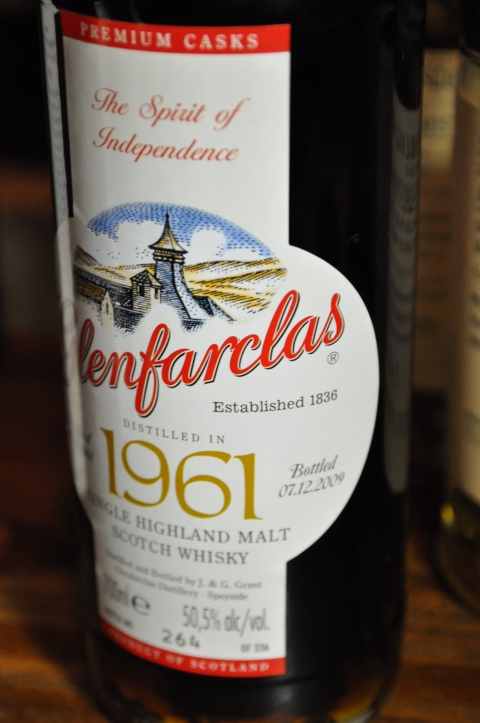 PREMIUM CASKS
The Spirit of
Independence
lenfarclas ®
Established 1836
DISTILLED IN
1961
Bottled
07.12.2009
INGLE HIGHLAND MALT
SCOTCH WHISKY
Distilled and Bottled by J. & G. Grant
Glenfarclas Distillery · Speyside
700ml e
50,5% alc/vol.
264
OF 336
PRODUCT OF SCOTLAND